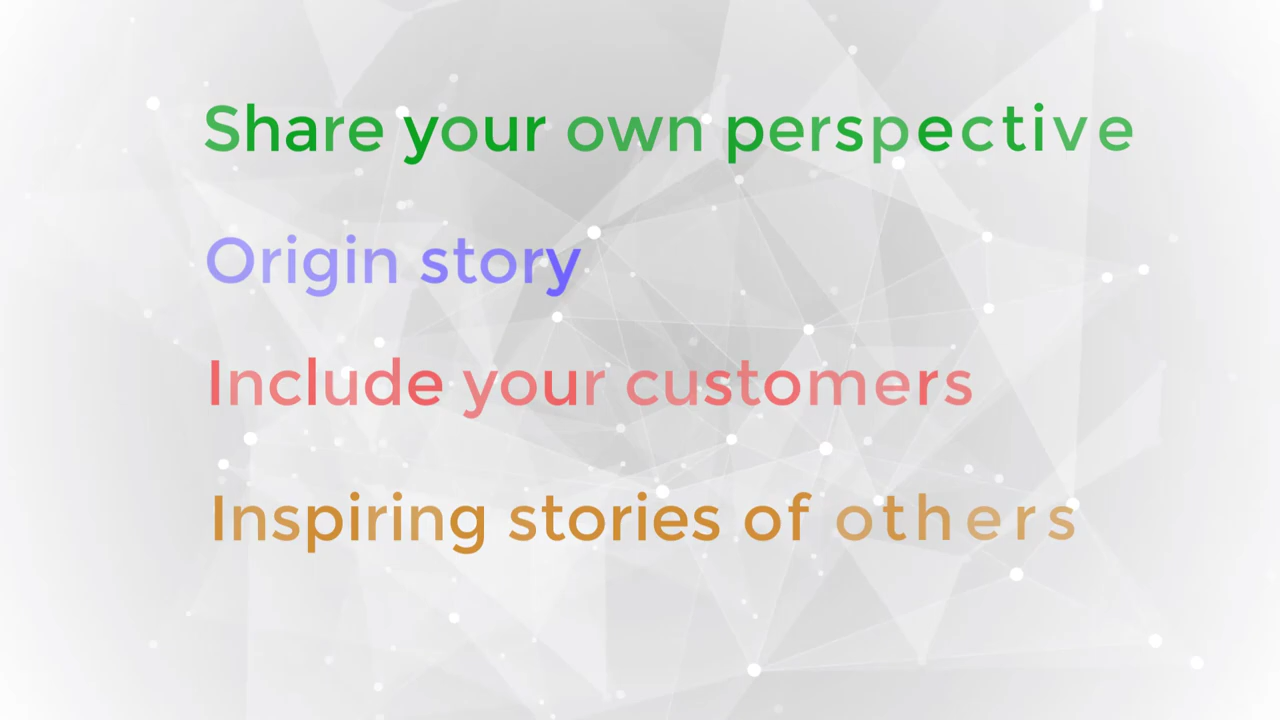 Share your own perspective
Origin story
Include your customers
Inspiring stories of others